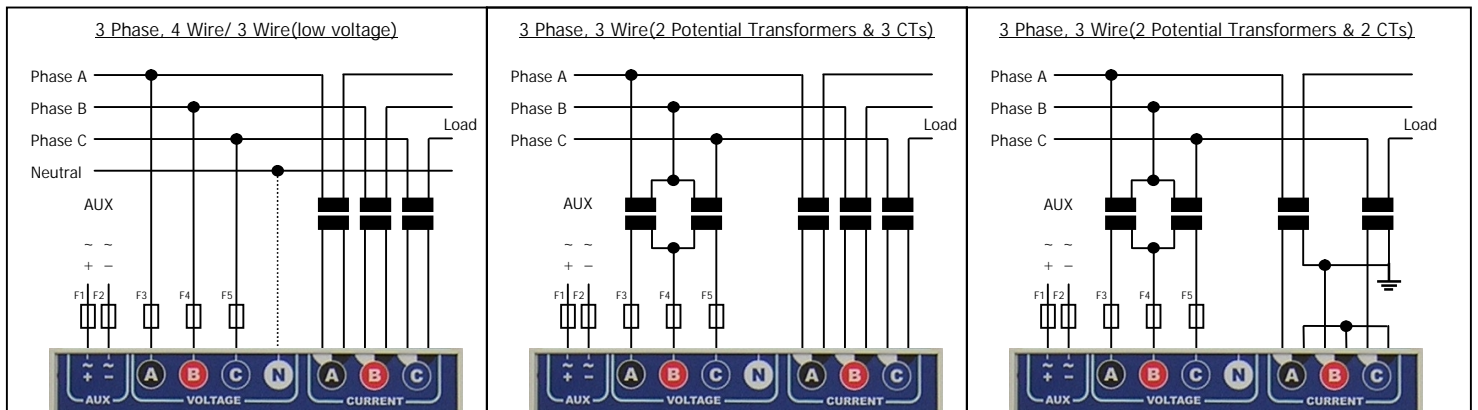 3 Phase, 4 Wire/ 3 Wire(low voltage)
Phase A
Phase B
Phase C
Load
Neutral
AUX
~ ~
+ −
F1 F2 F3 F4 F5
~ ~
+ −
A B C N A B C
AUX VOLTAGE CURRENT
3 Phase, 3 Wire(2 Potential Transformers & 3 CTs)
Phase A
Phase B
Phase C
Load
AUX
~ ~
+ −
F1 F2 F3 F4 F5
~ ~
+ −
A B C N A B C
AUX VOLTAGE CURRENT
3 Phase, 3 Wire(2 Potential Transformers & 2 CTs)
Phase A
Phase B
Phase C
Load
AUX
~ ~
+ −
F1 F2 F3 F4 F5
~ ~
+ −
A B C N A B C
AUX VOLTAGE CURRENT